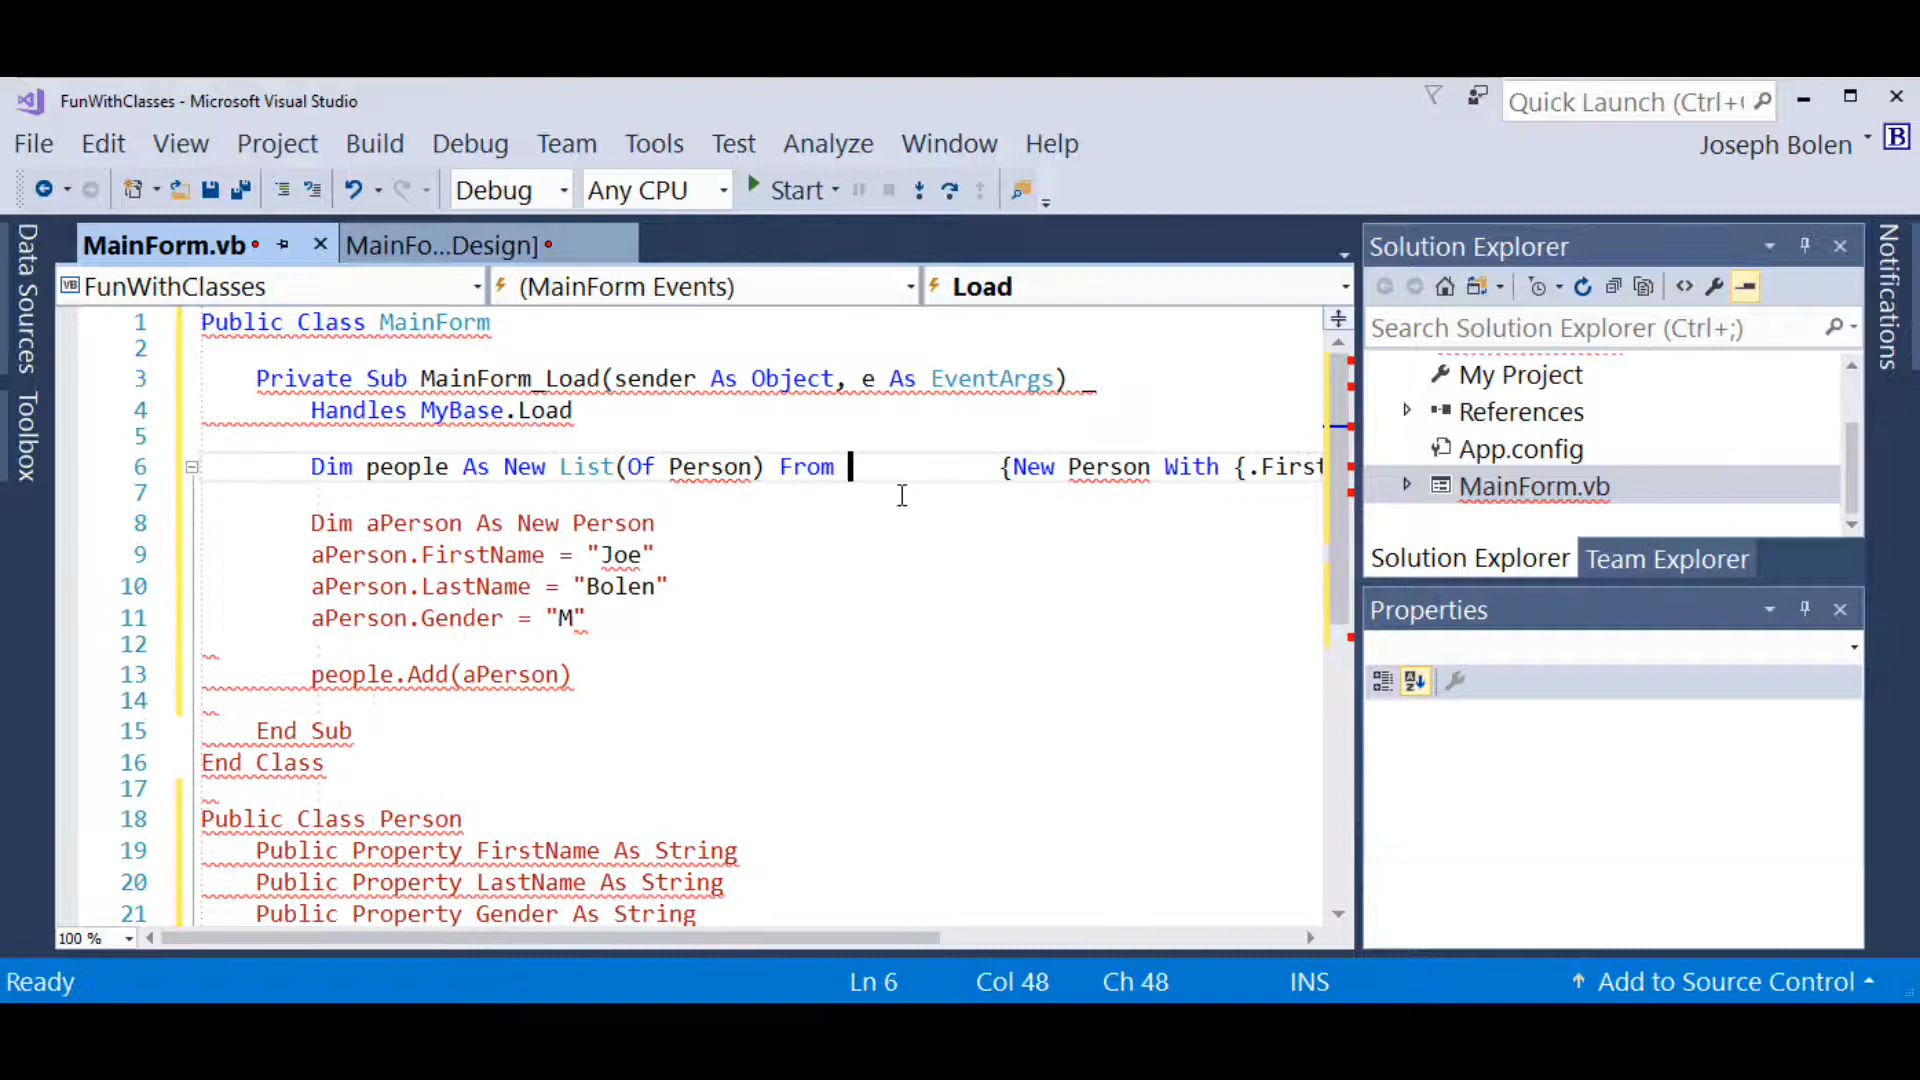 FunWithClasses - Microsoft Visual Studio
Quick Launch (Ctrl+
File Edit View Project Build Debug Team Tools Test Analyze Window Help
Joseph Bolen
B
Debug Any CPU Start
Data Sources
Toolbox
MainForm.vb
MainFo...Design]
VB FunWithClasses
(MainForm Events)
Load
1 Public Class MainForm
2
3 Private Sub MainForm_Load(sender As Object, e As EventArgs) _
4 Handles MyBase.Load
5
6 Dim people As New List(Of Person) From {New Person With {.First
7
8 Dim aPerson As New Person
9 aPerson.FirstName = "Joe"
10 aPerson.LastName = "Bolen"
11 aPerson.Gender = "M"
12
13 people.Add(aPerson)
14
15 End Sub
16 End Class
17
18 Public Class Person
19 Public Property FirstName As String
20 Public Property LastName As String
21 Public Property Gender As String
100 %
Solution Explorer
Search Solution Explorer (Ctrl+;)
My Project
References
App.config
MainForm.vb
Solution Explorer Team Explorer
Properties
Notifications
Ready
Ln 6 Col 48 Ch 48 INS
Add to Source Control